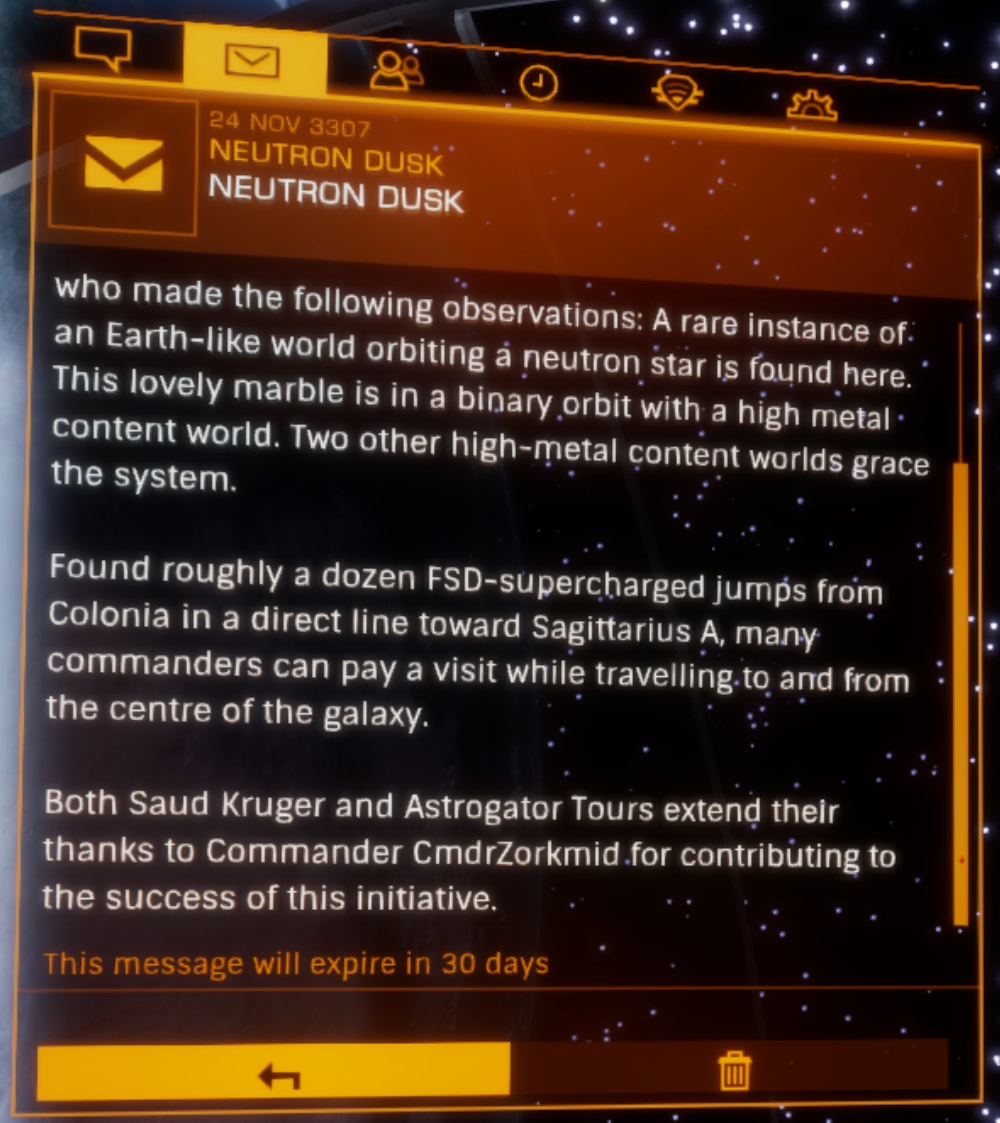 24 NOV 3307
NEUTRON DUSK
NEUTRON DUSK
who made the following observations: A rare instance of
an Earth-like world orbiting a neutron star is found here.
This lovely marble is in a binary orbit with a high metal
content world. Two other high-metal content worlds grace
the system.
Found roughly a dozen FSD-supercharged jumps from
Colonia in a direct line toward Sagittarius A, many
commanders can pay a visit while travelling to and from
the centre of the galaxy.
Both Saud Kruger and Astrogator Tours extend their
thanks to Commander CmdrZorkmid for contributing to
the success of this initiative.
This message will expire in 30 days